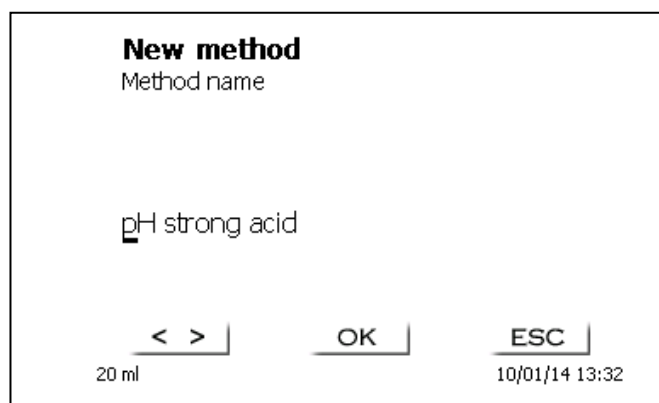 New method
Method name
pH strong acid
< > OK ESC
20 ml 10/01/14 13:32